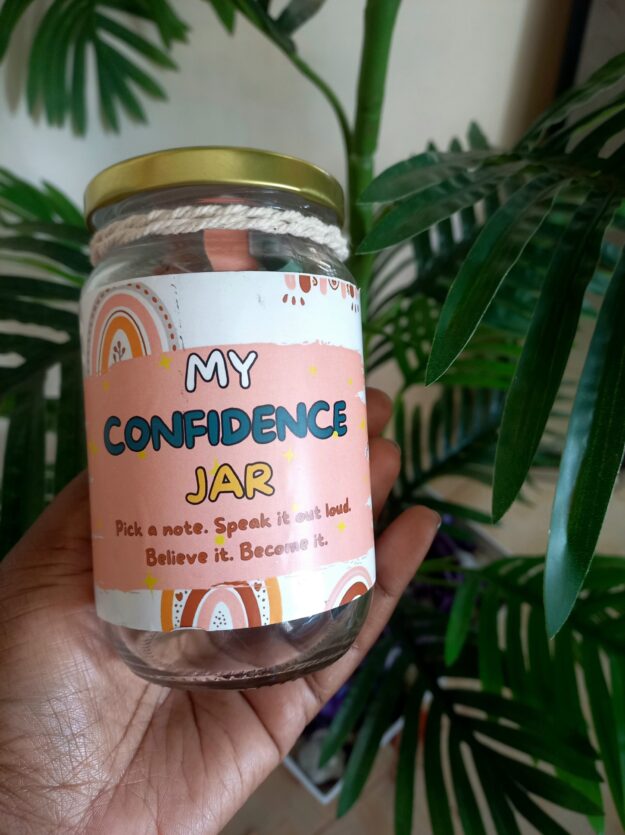 MY
CONFIDENCE
JAR
Pick a note. Speak it out loud.
Believe it. Become it.